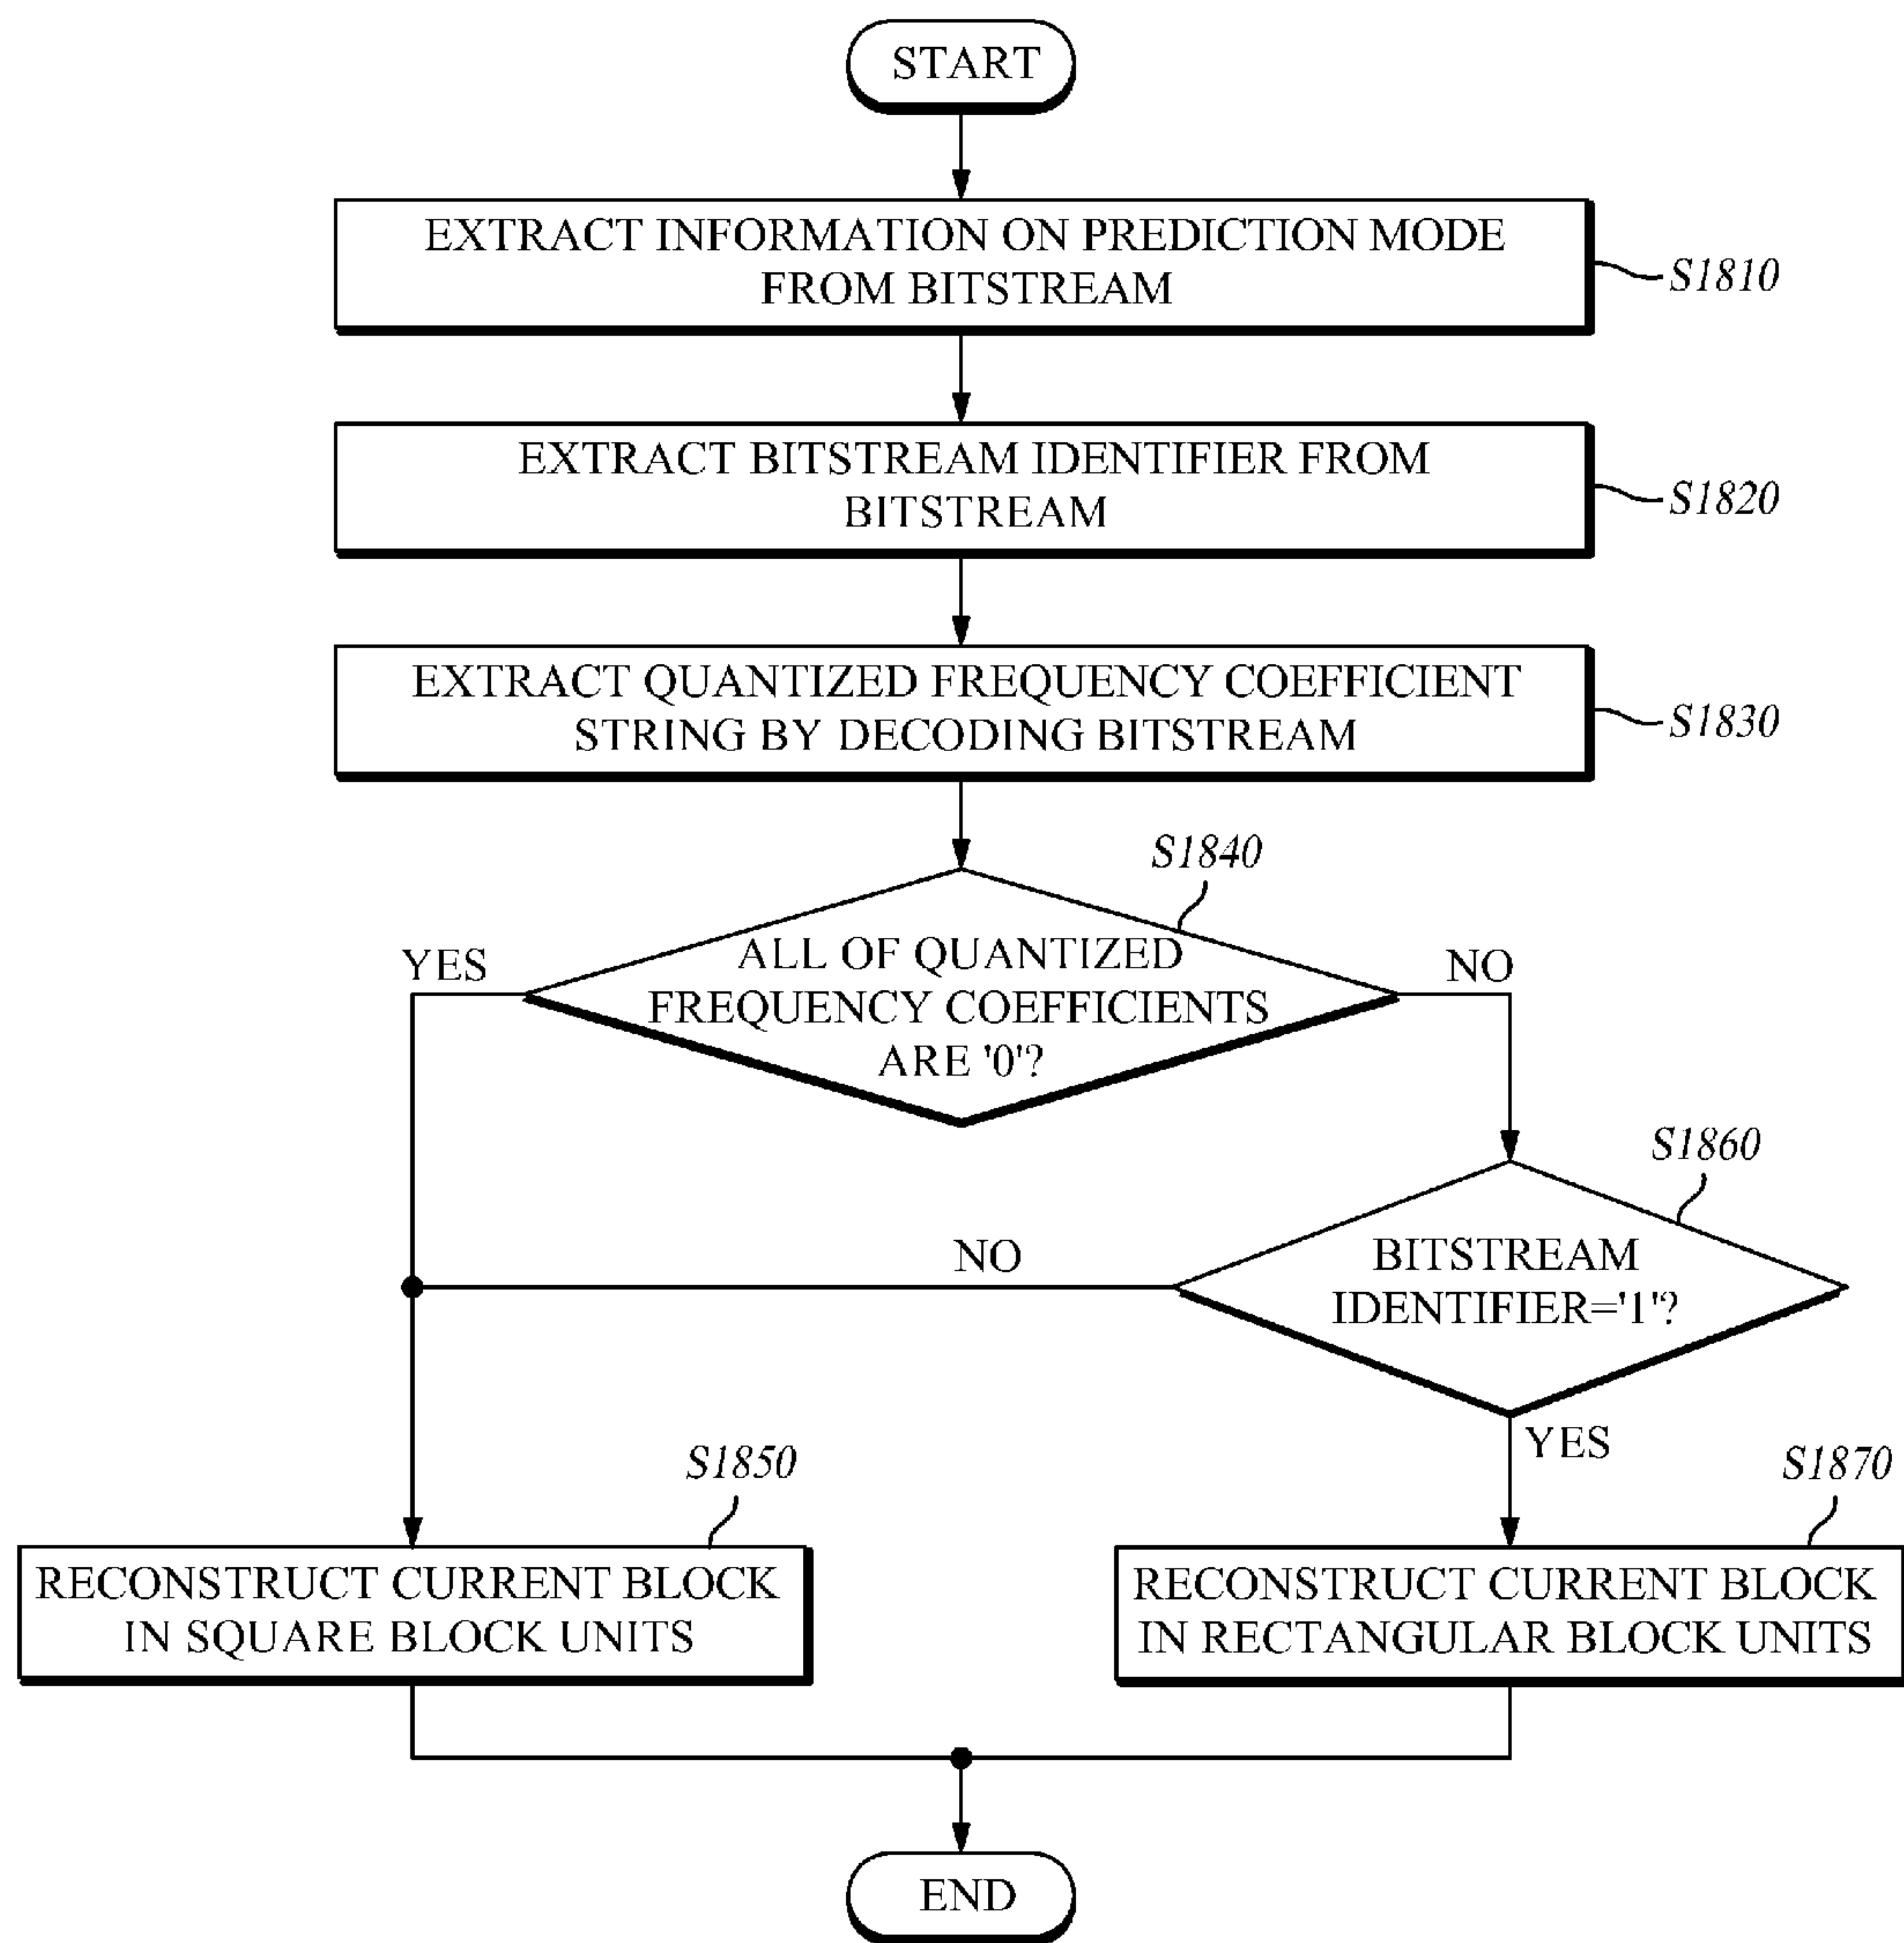 START
EXTRACT INFORMATION ON PREDICTION MODE
FROM BITSTREAM
S1810
EXTRACT BITSTREAM IDENTIFIER FROM
BITSTREAM
S1820
EXTRACT QUANTIZED FREQUENCY COEFFICIENT
STRING BY DECODING BITSTREAM
S1830
S1840
ALL OF QUANTIZED
FREQUENCY COEFFICIENTS
ARE '0'?
YES
NO
S1860
BITSTREAM
IDENTIFIER='1'?
NO
YES
S1850
RECONSTRUCT CURRENT BLOCK
IN SQUARE BLOCK UNITS
S1870
RECONSTRUCT CURRENT BLOCK
IN RECTANGULAR BLOCK UNITS
END